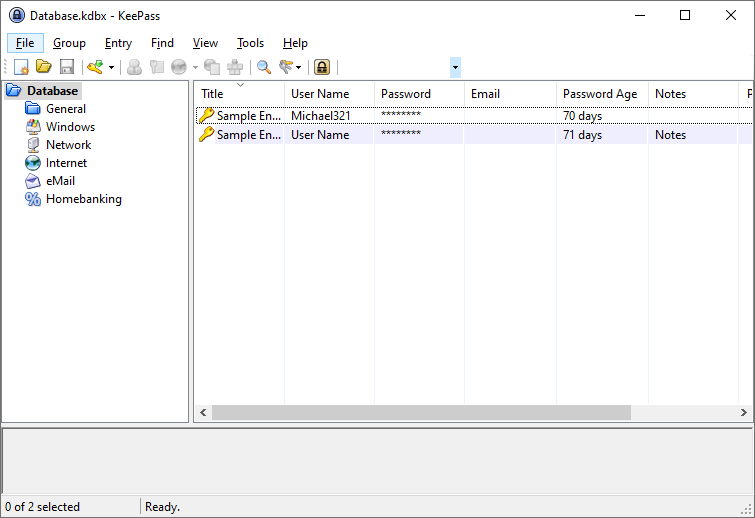 Database.kdbx - KeePass
File Group Entry Find View Tools Help
Database
General
Windows
Network
Internet
eMail
Homebanking
Title User Name Password Email Password Age Notes P
Sample En... Michael321 ******** 70 days
Sample En... User Name ******** 71 days Notes
0 of 2 selected Ready.